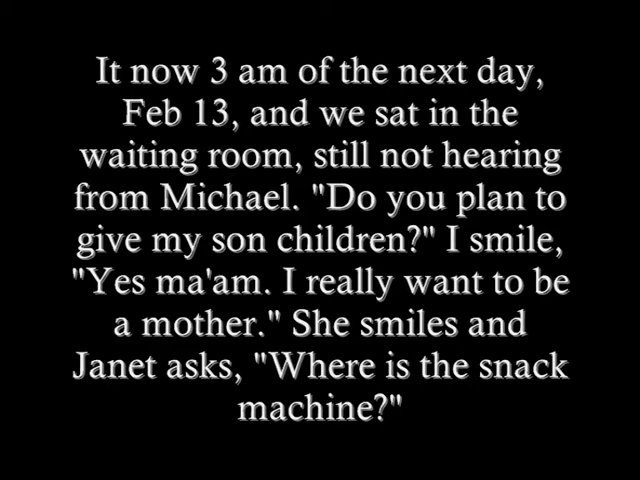 It now 3 am of the next day,
Feb 13, and we sat in the
waiting room, still not hearing
from Michael. "Do you plan to
give my son children?" I smile,
"Yes ma'am. I really want to be
a mother." She smiles and
Janet asks, "Where is the snack
machine?"